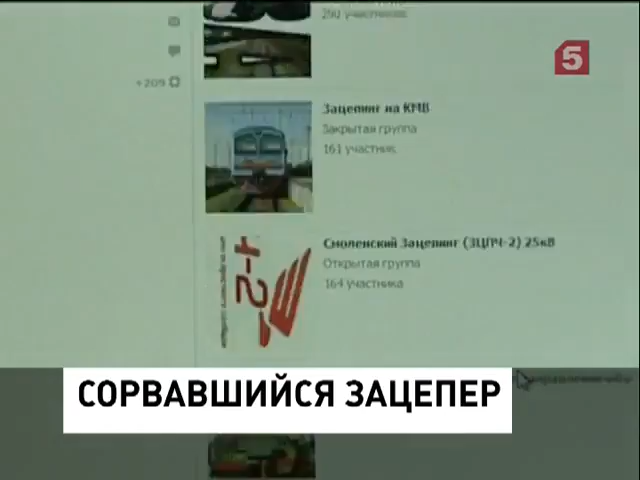 290 участников
5
+209
Зацепинг на КМВ
Закрытая группа
161 участник
Смоленский Зацепинг (ЗЦПЧ-2) 25кВ
Открытая группа
164 участника
СОРВАВШИЙСЯ ЗАЦЕПЕР